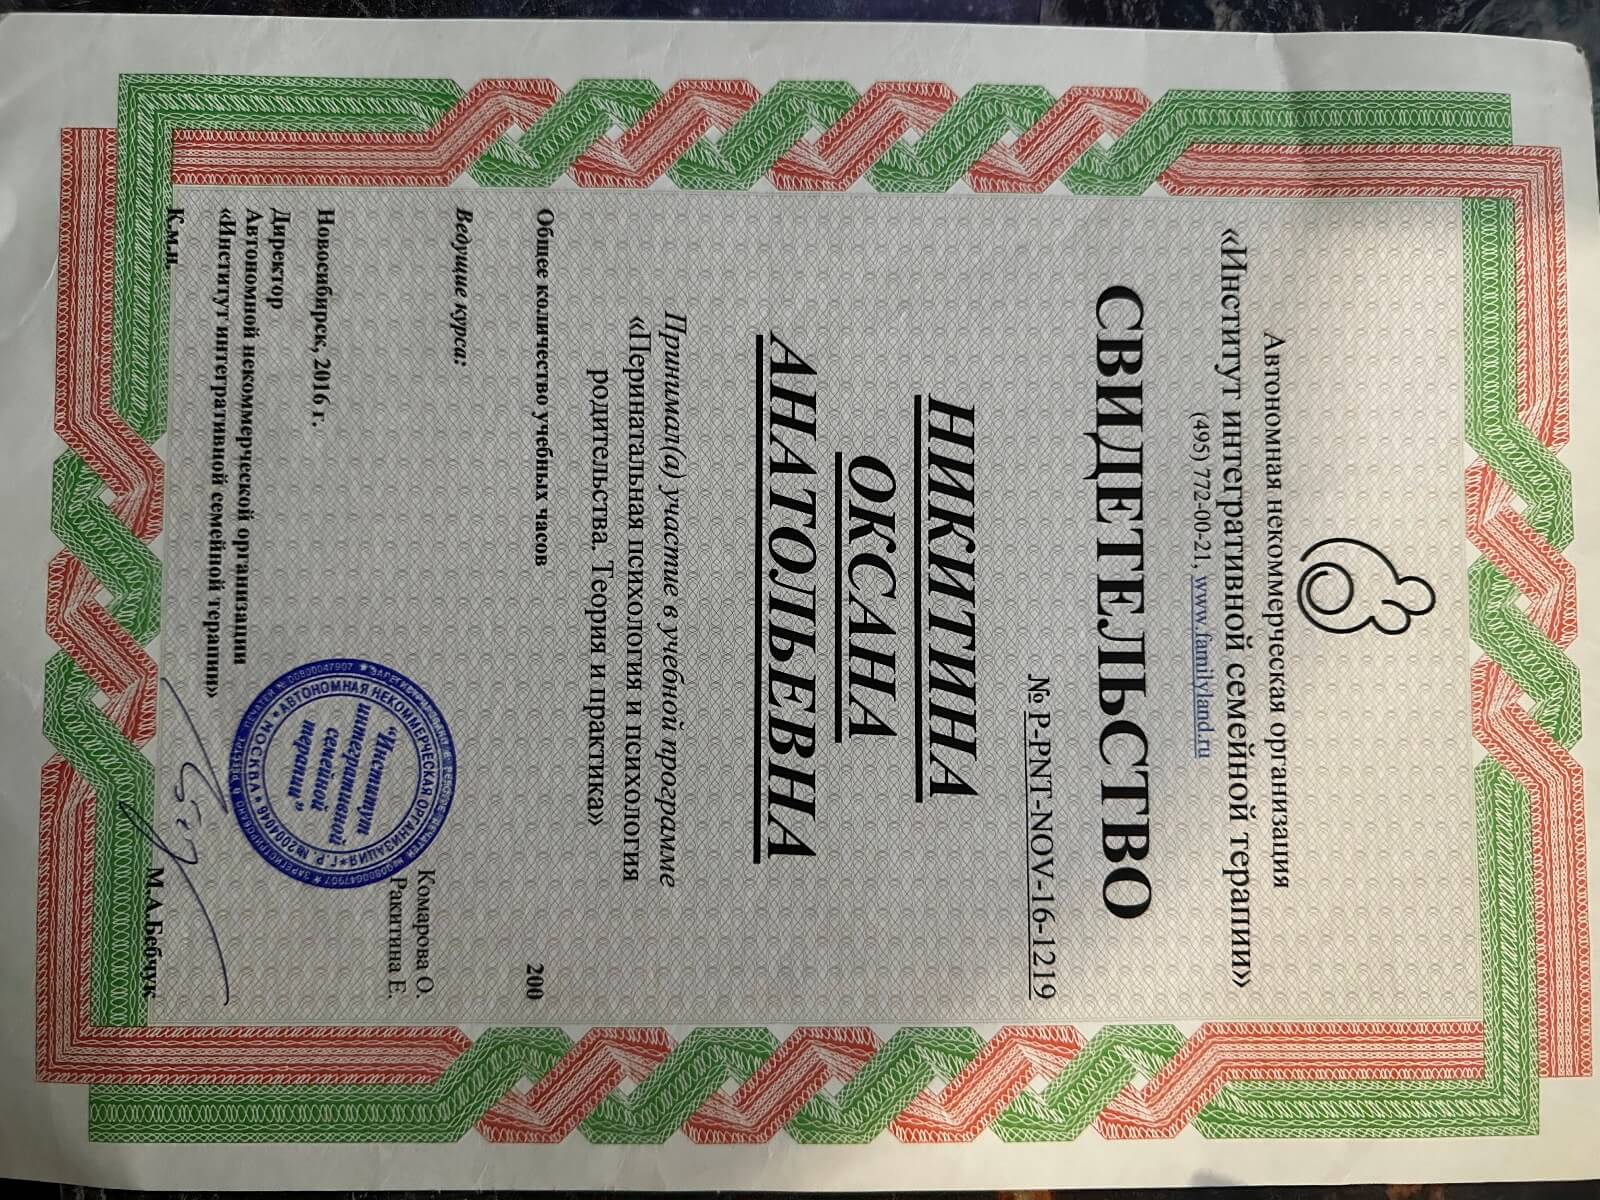 Автономная некоммерческая организация
«Институт интегративной семейной терапии»
(495) 772-00-21, www.familyland.ru
СВИДЕТЕЛЬСТВО
№ P-PNT-NOV-16-1219
НИКИТИНА
ОКСАНА
АНАТОЛЬЕВНА
Принимал(а) участие в учебной программе
«Перинатальная психология и психология
родительства. Теория и практика»
Общее количество учебных часов 200
Ведущие курса:
Комарова О.
Ракитина Е.
Новосибирск, 2016 г.
Директор
Автономной некоммерческой организации
«Институт интегративной семейной терапии»
К.м.н. М.А.Бебчук
АВТОНОМНАЯ НЕКОММЕРЧЕСКАЯ ОРГАНИЗАЦИЯ * Г.Р. №20004046 * МОСКВА *
"Институт
интегративной
семейной
терапии"